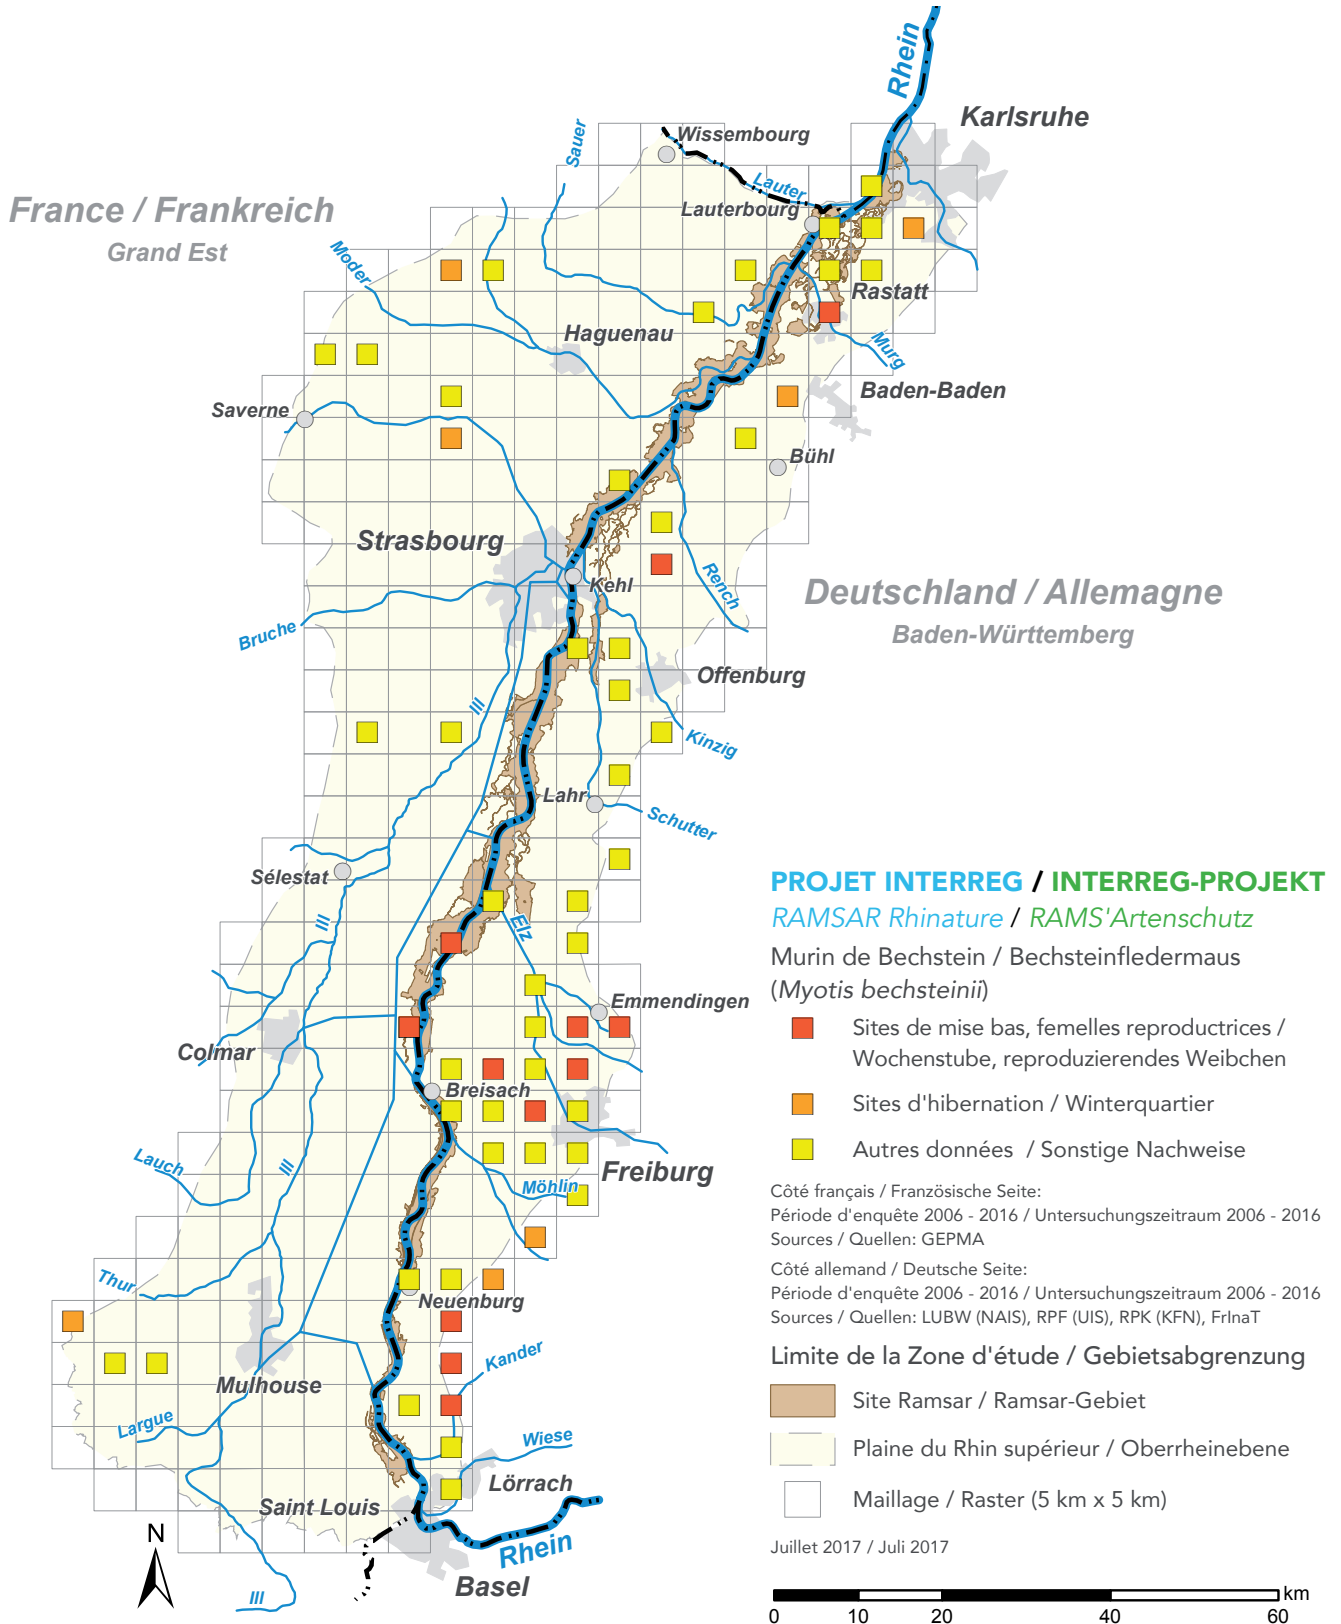 Rhein
Karlsruhe
Wissembourg
Sauer
Lauter
France / Frankreich
Grand Est
Lauterbourg
Moder
Rastatt
Haguenau
Murg
Baden-Baden
Saverne
Bühl
Strasbourg
Kehl
Rench
Deutschland / Allemagne
Baden-Württemberg
Bruche
Offenburg
Ill
Kinzig
Lahr
Schutter
Sélestat
Ill
Elz
Emmendingen
Colmar
Breisach
Lauch
Ill
Freiburg
Möhlin
Thur
Neuenburg
Kander
Mulhouse
Largue
Wiese
Lörrach
Saint Louis
Rhein
Basel
Ill
N
PROJET INTERREG / INTERREG-PROJEKT
RAMSAR Rhinature / RAMS'Artenschutz
Murin de Bechstein / Bechsteinfledermaus
(Myotis bechsteinii)
Sites de mise bas, femelles reproductrices /
Wochenstube, reproduzierendes Weibchen
Sites d'hibernation / Winterquartier
Autres données / Sonstige Nachweise
Côté français / Französische Seite:
Période d'enquête 2006 - 2016 / Untersuchungszeitraum 2006 - 2016
Sources / Quellen: GEPMA
Côté allemand / Deutsche Seite:
Période d'enquête 2006 - 2016 / Untersuchungszeitraum 2006 - 2016
Sources / Quellen: LUBW (NAIS), RPF (UIS), RPK (KFN), FrInaT
Limite de la Zone d'étude / Gebietsabgrenzung
Site Ramsar / Ramsar-Gebiet
Plaine du Rhin supérieur / Oberrheinebene
Maillage / Raster (5 km x 5 km)
Juillet 2017 / Juli 2017
km
0 10 20 40 60